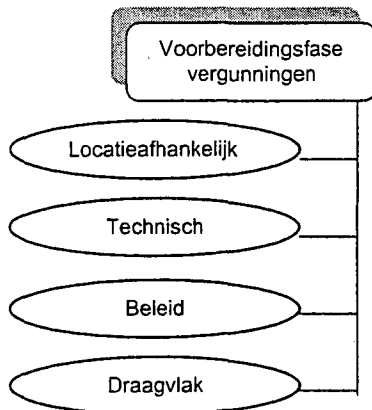 Voorbereidingsfase
vergunningen
Locatieafhankelijk
Technisch
Beleid
Draagvlak